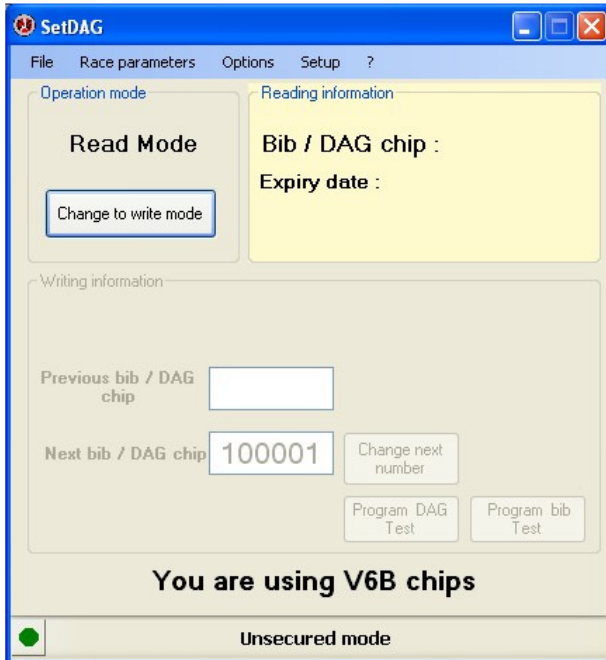 SetDAG
File Race parameters Options Setup ?
Operation mode
Read Mode
Change to write mode
Reading information
Bib / DAG chip :
Expiry date :
Writing information
Previous bib / DAG
chip
Next bib / DAG chip
100001
Change next
number
Program DAG
Test
Program bib
Test
You are using V6B chips
Unsecured mode